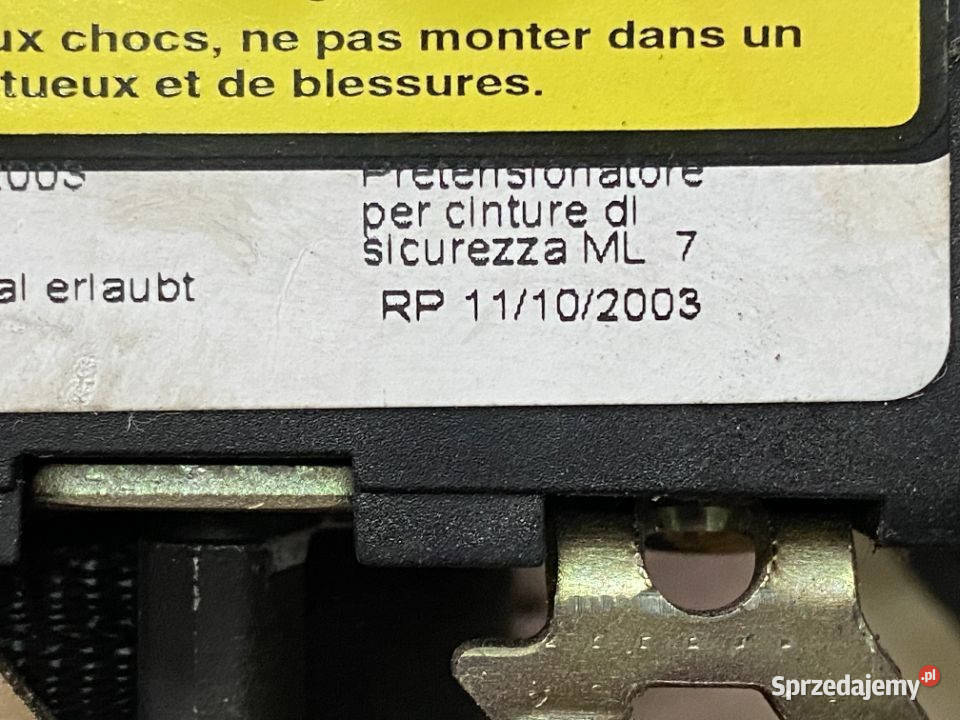 ux chocs, ne pas monter dans un
tueux et de blessures.
Pretensionatore
per cinture di
sicurezza ML 7
al erlaubt
RP 11/10/2003
Sprzedajemy.pl